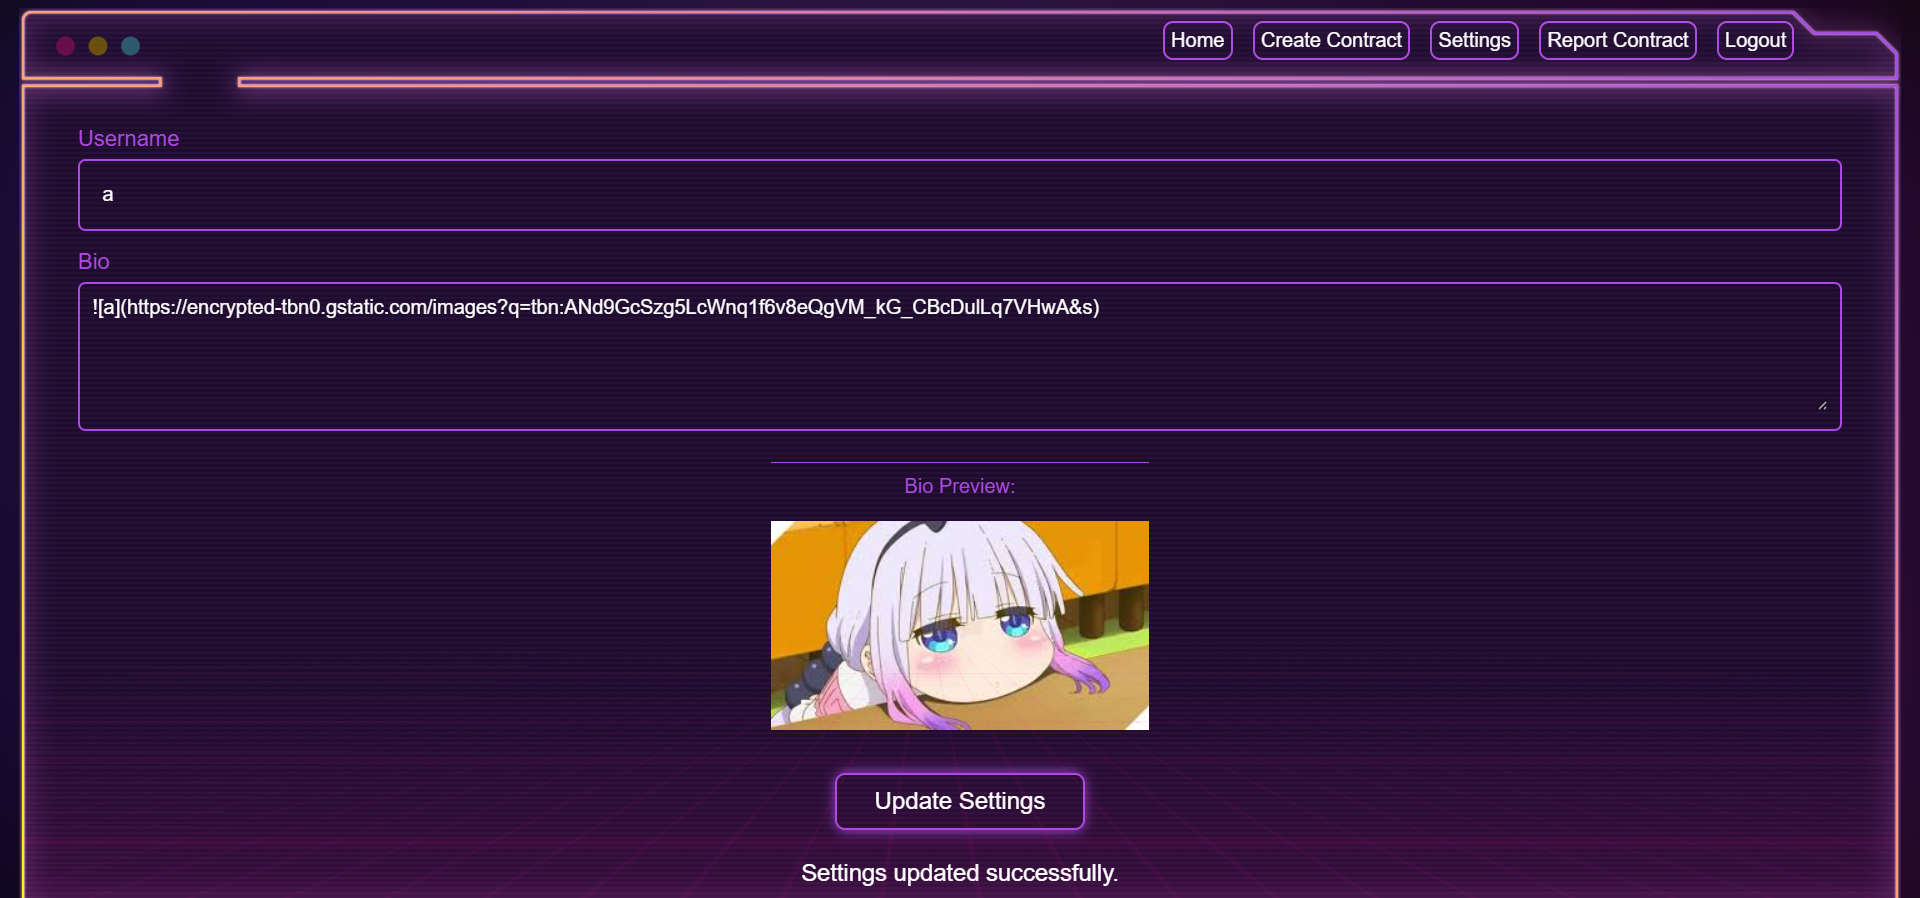 Home Create Contract Settings Report Contract Logout
Username
a
Bio
![a](https://encrypted-tbn0.gstatic.com/images?q=tbn:ANd9GcSzg5LcWnq1f6v8eQgVM_kG_CBcDulLq7VHwA&s)
Bio Preview:
Update Settings
Settings updated successfully.